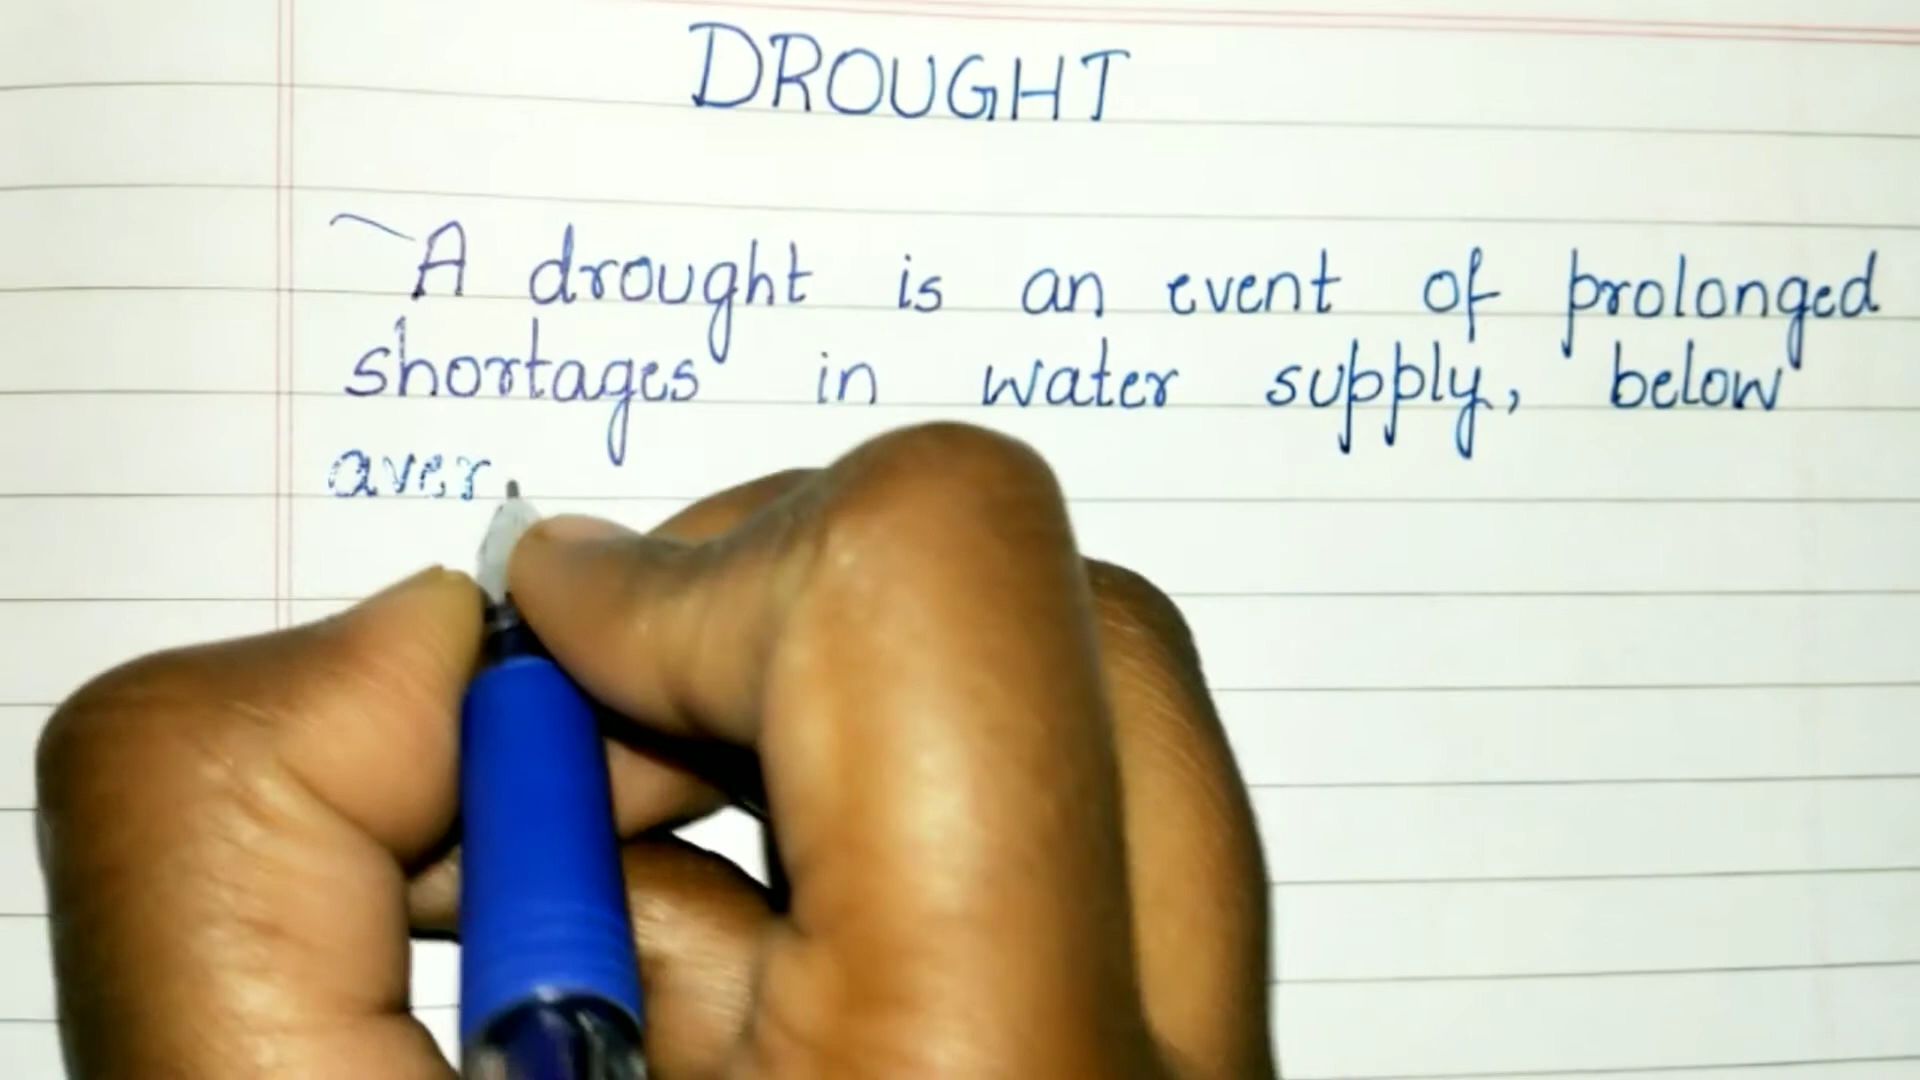 DROUGHT
A drought is an event of prolonged
shortages in water supply, below
aver